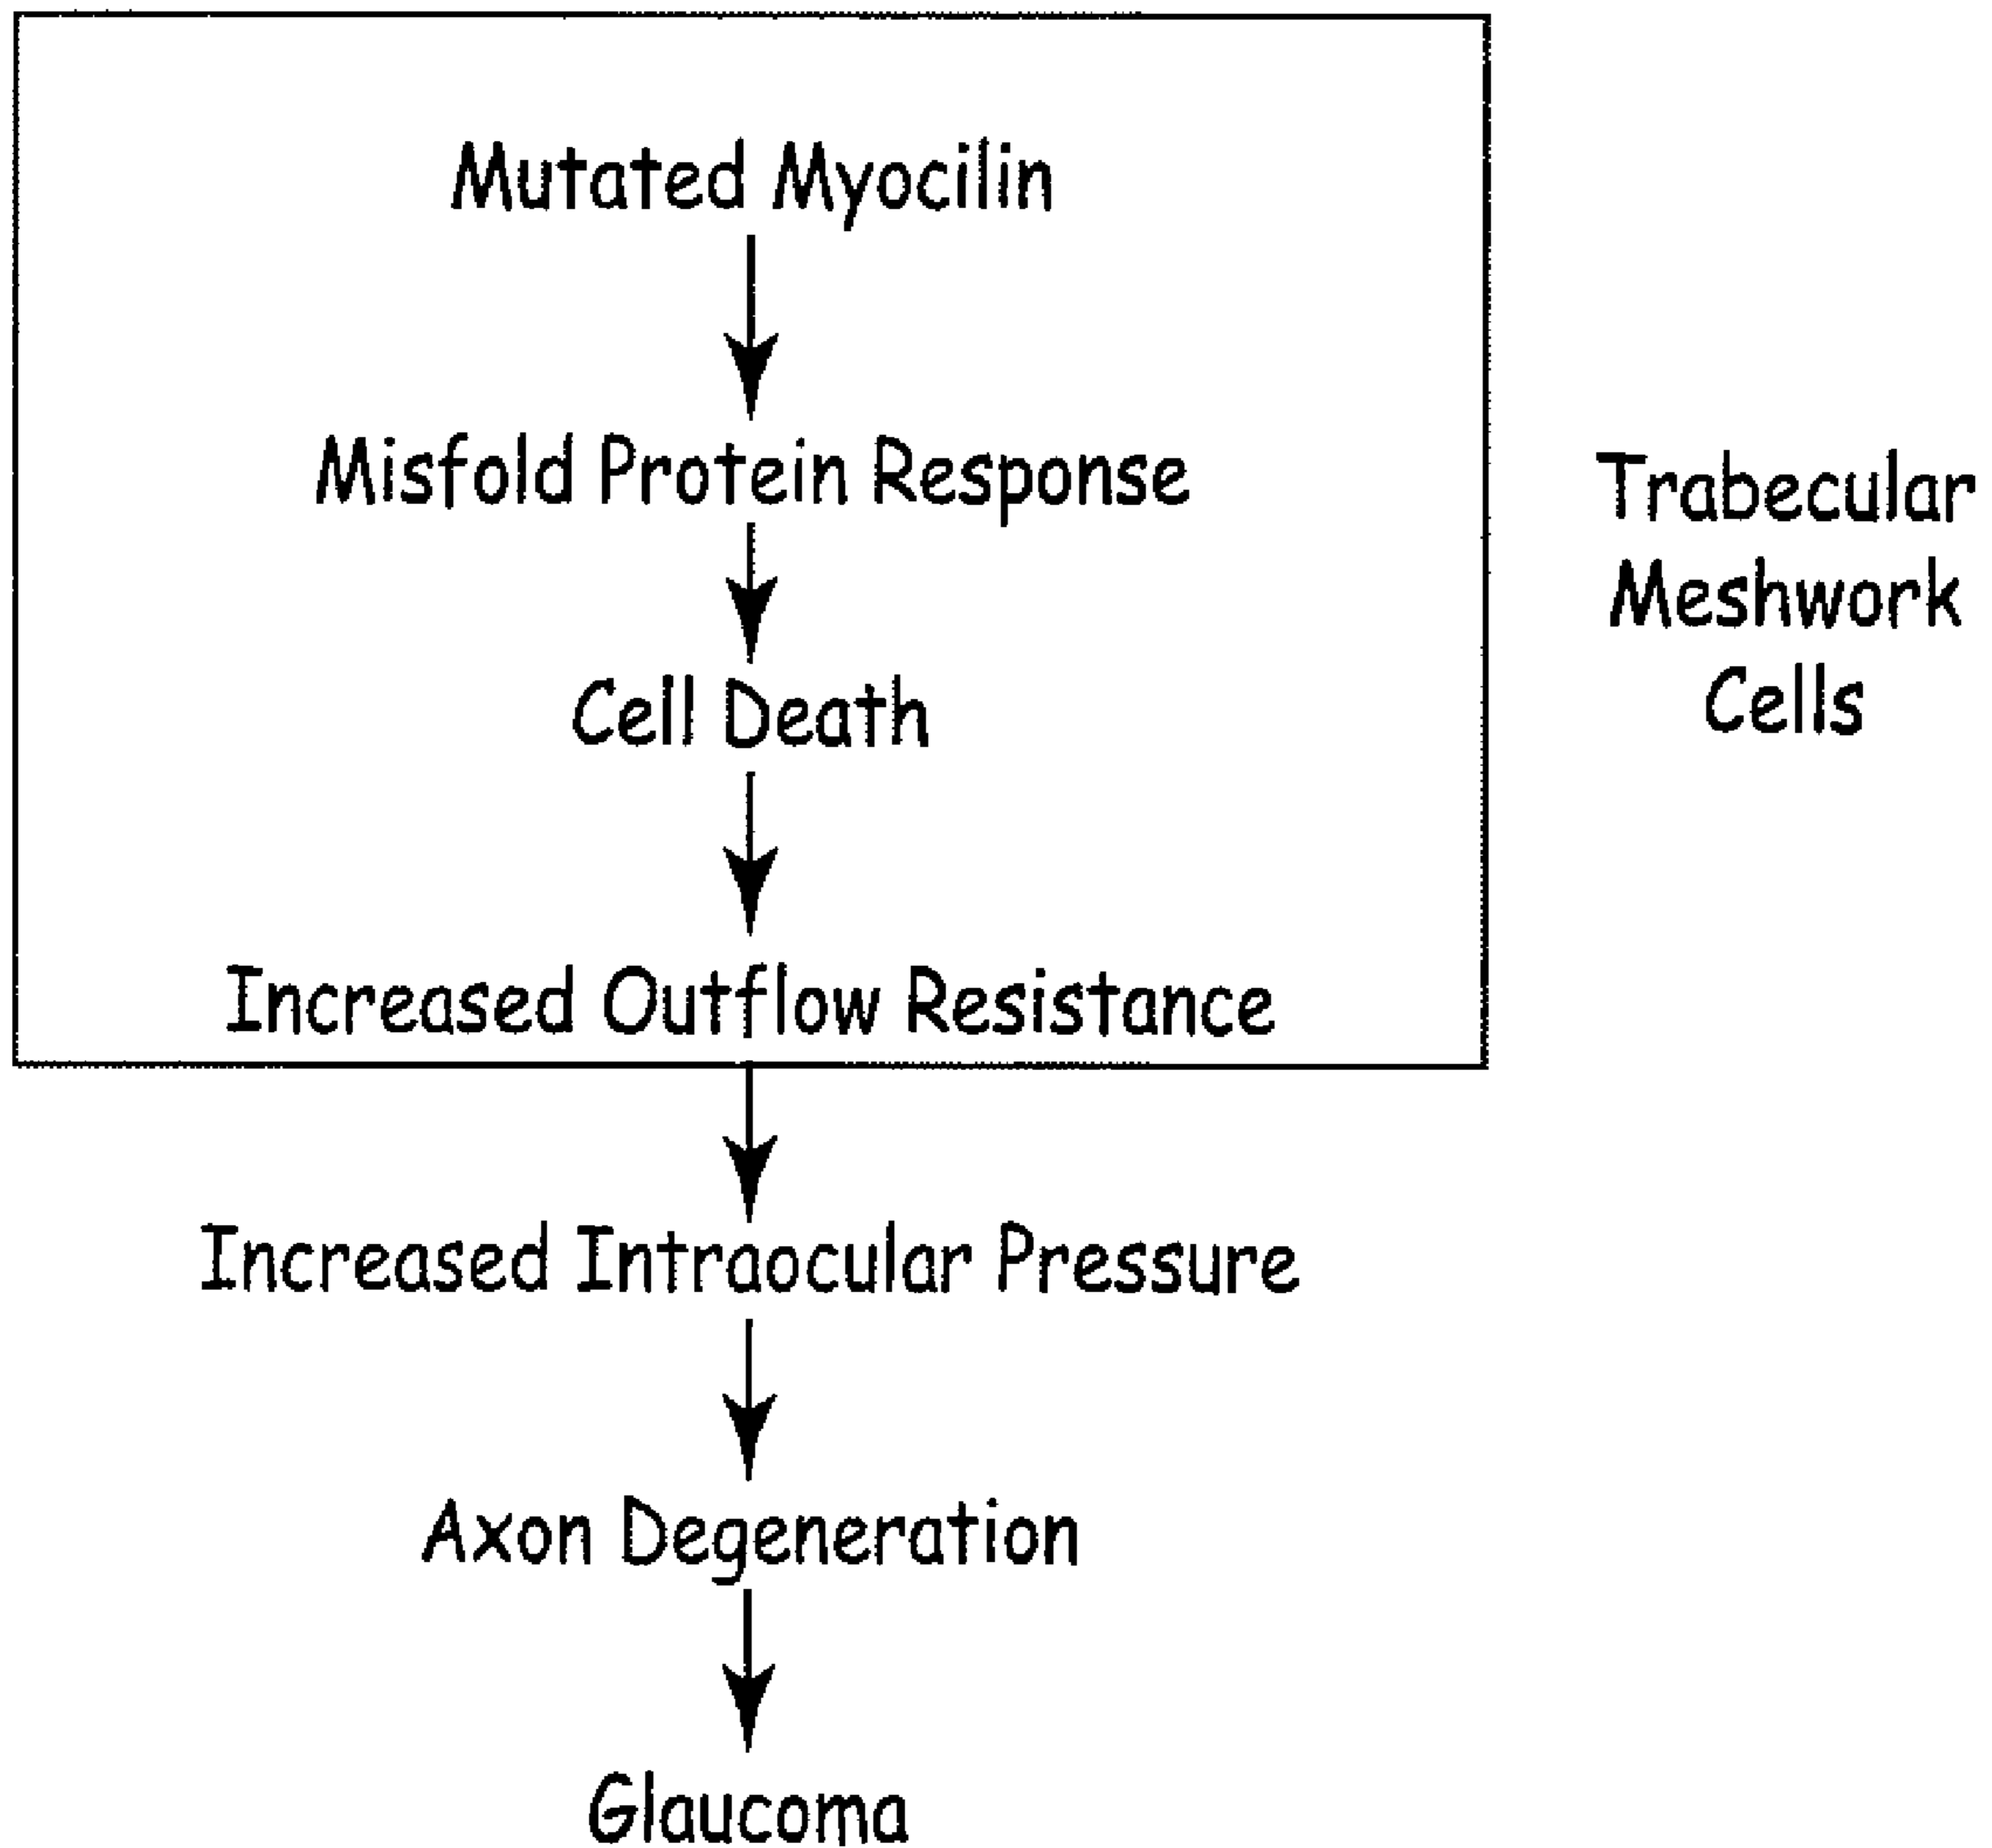 Mutated Myocilin
Misfold Protein Response
Cell Death
Increased Outflow Resistance
Trabecular
Meshwork
Cells
Increased Intraocular Pressure
Axon Degeneration
Glaucoma